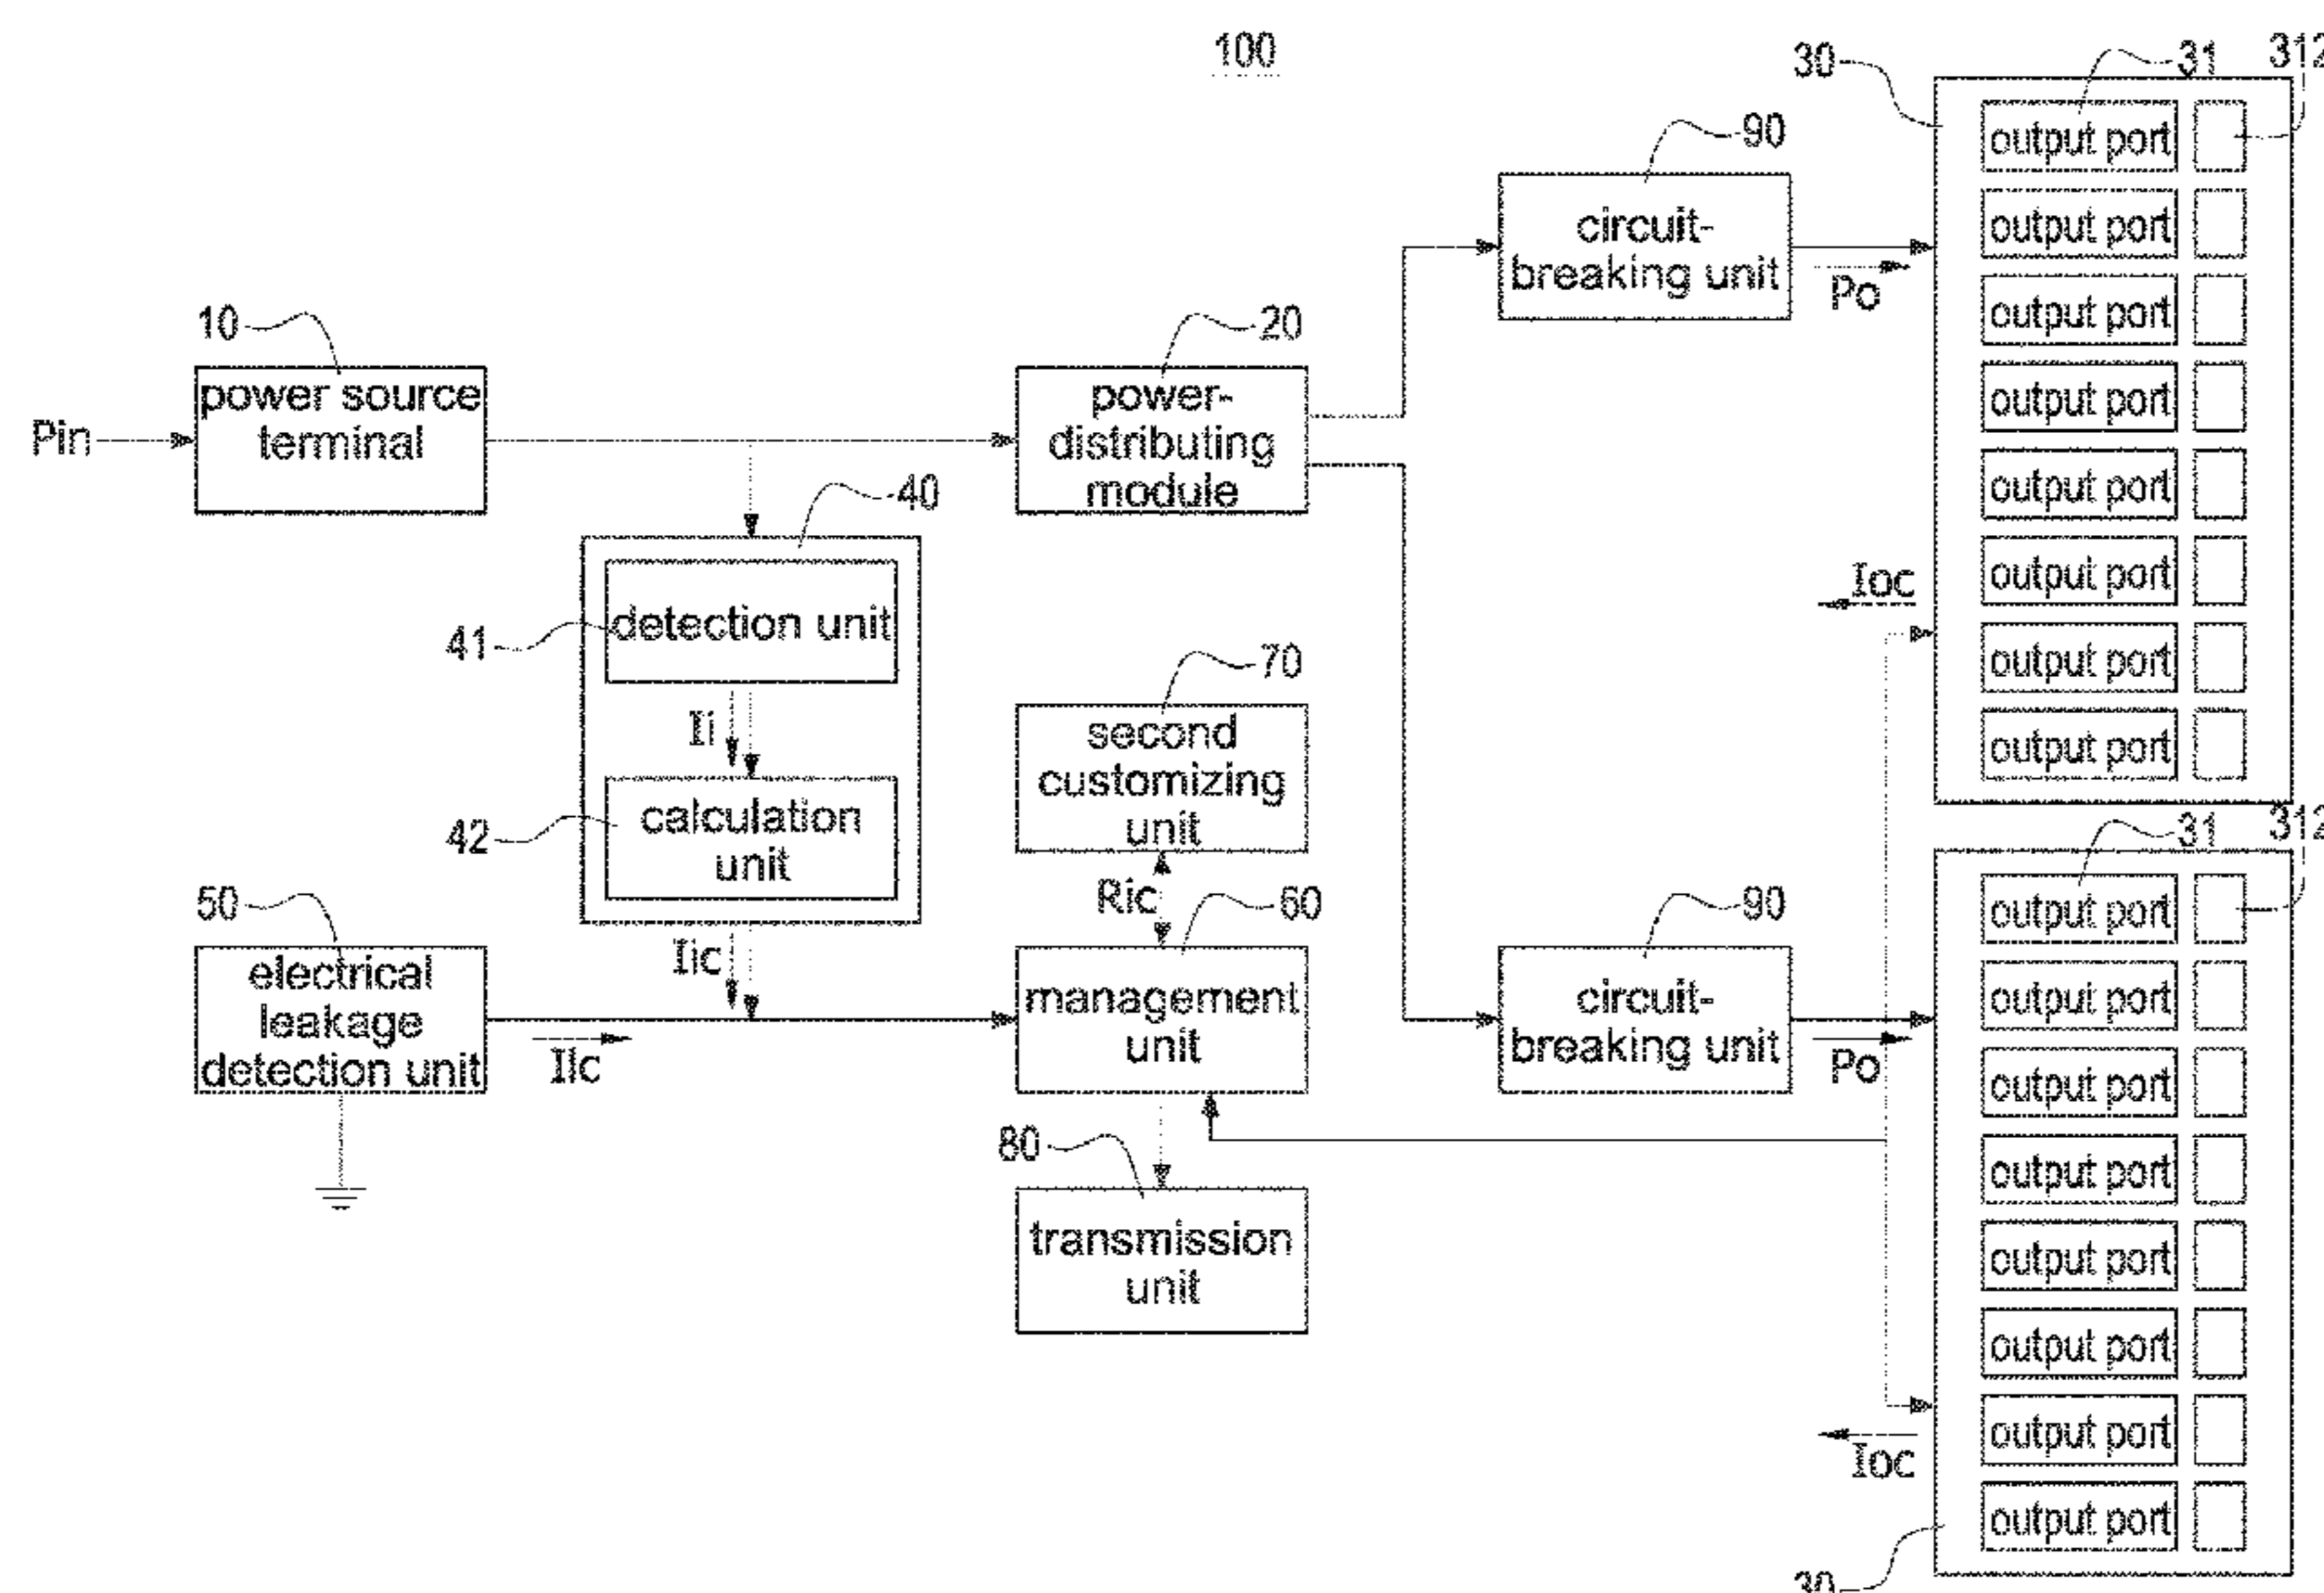 100
30
31
312
output port
output port
output port
output port
output port
output port
output port
output port
90
circuit-
breaking unit
Po
10
power source
terminal
Pin
20
power-
distributing
module
40
41
detection unit
Ii
42
calculation
unit
Iic
70
second
customizing
unit
Ric
60
management
unit
50
electrical
leakage
detection unit
Ilc
80
transmission
unit
90
circuit-
breaking unit
Po
Ioc
31
312
output port
output port
output port
output port
output port
output port
output port
output port
Ioc
30